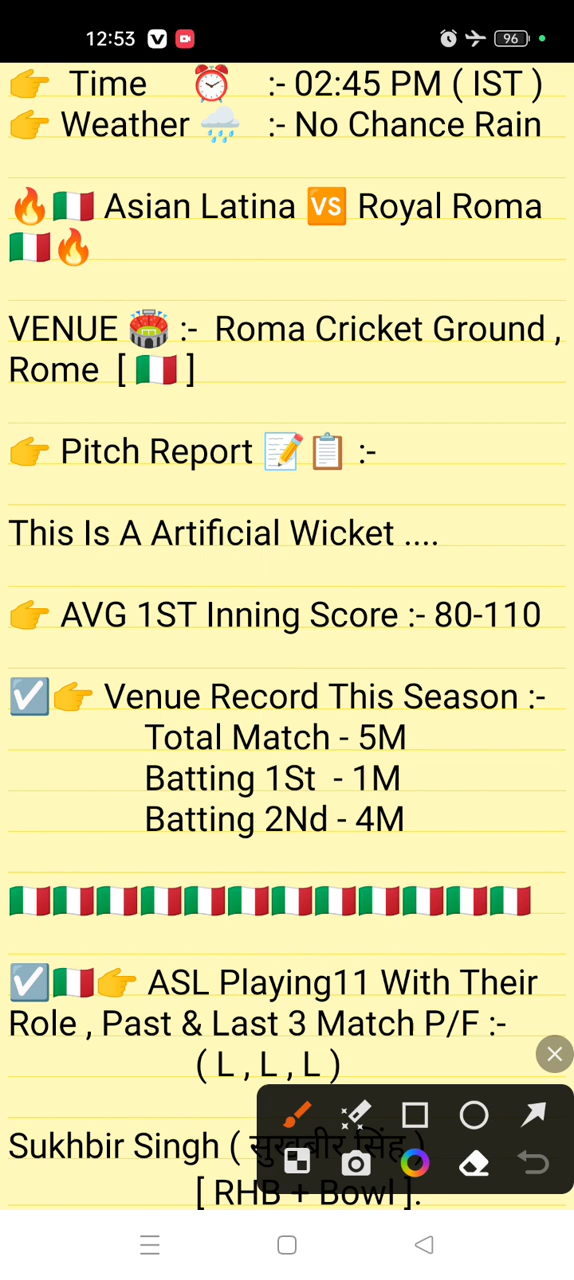 12:53 96
👉 Time ⏰ :- 02:45 PM ( IST )
👉 Weather 🌧️ :- No Chance Rain
🔥🇮🇹 Asian Latina 🆚 Royal Roma
🇮🇹🔥
VENUE 🏟️ :- Roma Cricket Ground ,
Rome [ 🇮🇹 ]
👉 Pitch Report 📝📋 :-
This Is A Artificial Wicket ....
👉 AVG 1ST Inning Score :- 80-110
☑️👉 Venue Record This Season :-
Total Match - 5M
Batting 1St - 1M
Batting 2Nd - 4M
🇮🇹🇮🇹🇮🇹🇮🇹🇮🇹🇮🇹🇮🇹🇮🇹🇮🇹🇮🇹🇮🇹🇮🇹
☑️🇮🇹👉 ASL Playing11 With Their
Role , Past & Last 3 Match P/F :-
( L , L , L )
Sukhbir Singh ( सुखबीर सिंह )
[ RHB + Bowl ].